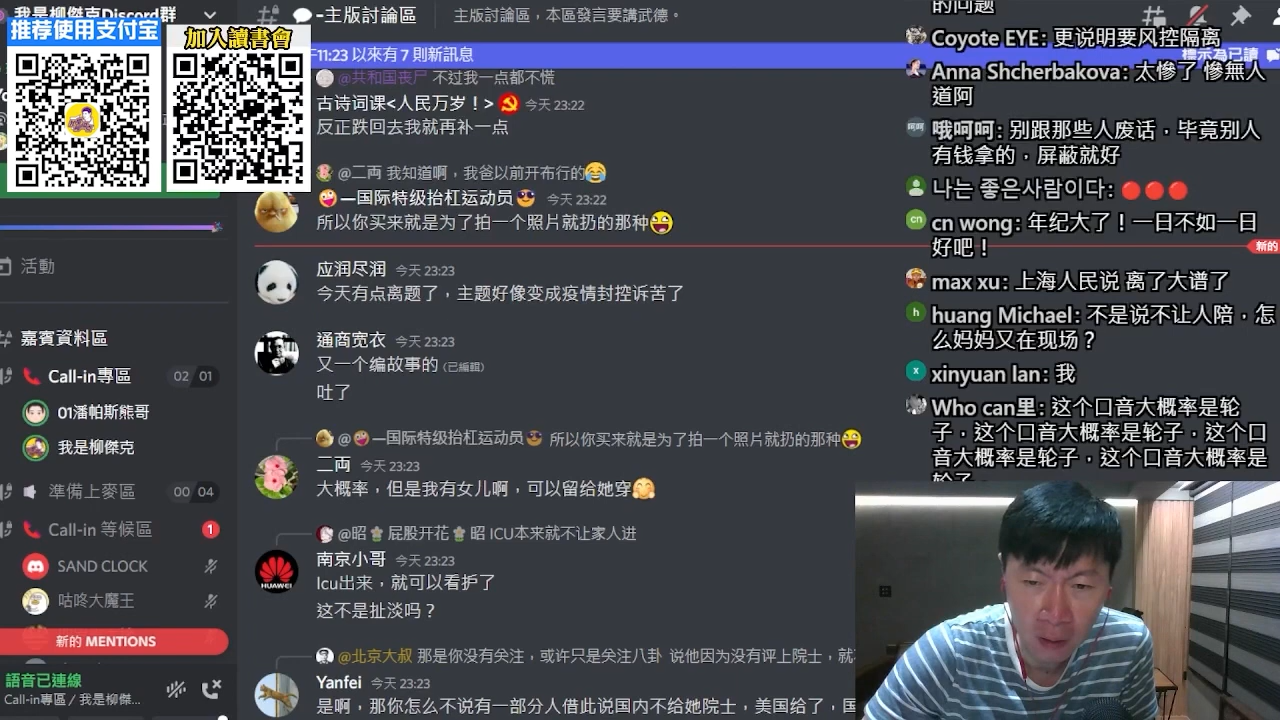 我是柳傑克Discord群
推荐使用支付宝
加入讀書會
活動
嘉賓資料區
Call-in專區 02 01
01潘帕斯熊哥
我是柳傑克
準備上麥區 00 04
Call-in 等候區 1
SAND CLOCK
咕咚大魔王
新的 MENTIONS
語音已連線
Call-in專區 / 我是柳傑...
-主版討論區 主版討論區，本區發言要講武德。
11:23 以來有 7 則新訊息
標示為已讀
@共和国丧尸 不过我一点都不慌
古诗词课<人民万岁！> 今天 23:22
反正跌回去我就再补一点
@二両 我知道啊，我爸以前开布行的😂
🤪一国际特级抬杠运动员😎 今天 23:22
所以你买来就是为了拍一个照片就扔的那种😜
新的
应润尽润 今天 23:23
今天有点离题了，主题好像变成疫情封控诉苦了
通商宽衣 今天 23:23
又一个编故事的 (已編輯)
吐了
@🤪一国际特级抬杠运动员😎 所以你买来就是为了拍一个照片就扔的那种😜
二両 今天 23:23
大概率，但是我有女儿啊，可以留给她穿🤗
@昭🪴屁股开花🪴昭 ICU本来就不让家人进
南京小哥 今天 23:23
Icu出来，就可以看护了
这不是扯淡吗？
HUAWEI
@北京大叔 那是你没有关注，或许只是关注八卦 说他因为没有评上院士，就
Yanfei 今天 23:23
是啊，那你怎么不说有一部分人借此说国内不给她院士，美国给了，国
的问题
Coyote EYE: 更说明要风控隔离
Anna Shcherbakova: 太慘了 慘無人
道阿
哦呵呵: 别跟那些人废话，毕竟别人
有钱拿的，屏蔽就好
나는 좋은사람이다: 🔴🔴🔴
cn wong: 年纪大了！一日不如一日
好吧！
max xu: 上海人民说 离了大谱了
huang Michael: 不是说不让人陪，怎
么妈妈又在现场？
xinyuan lan: 我
Who can里: 这个口音大概率是轮
子，这个口音大概率是轮子，这个口
音大概率是轮子，这个口音大概率是
轮子